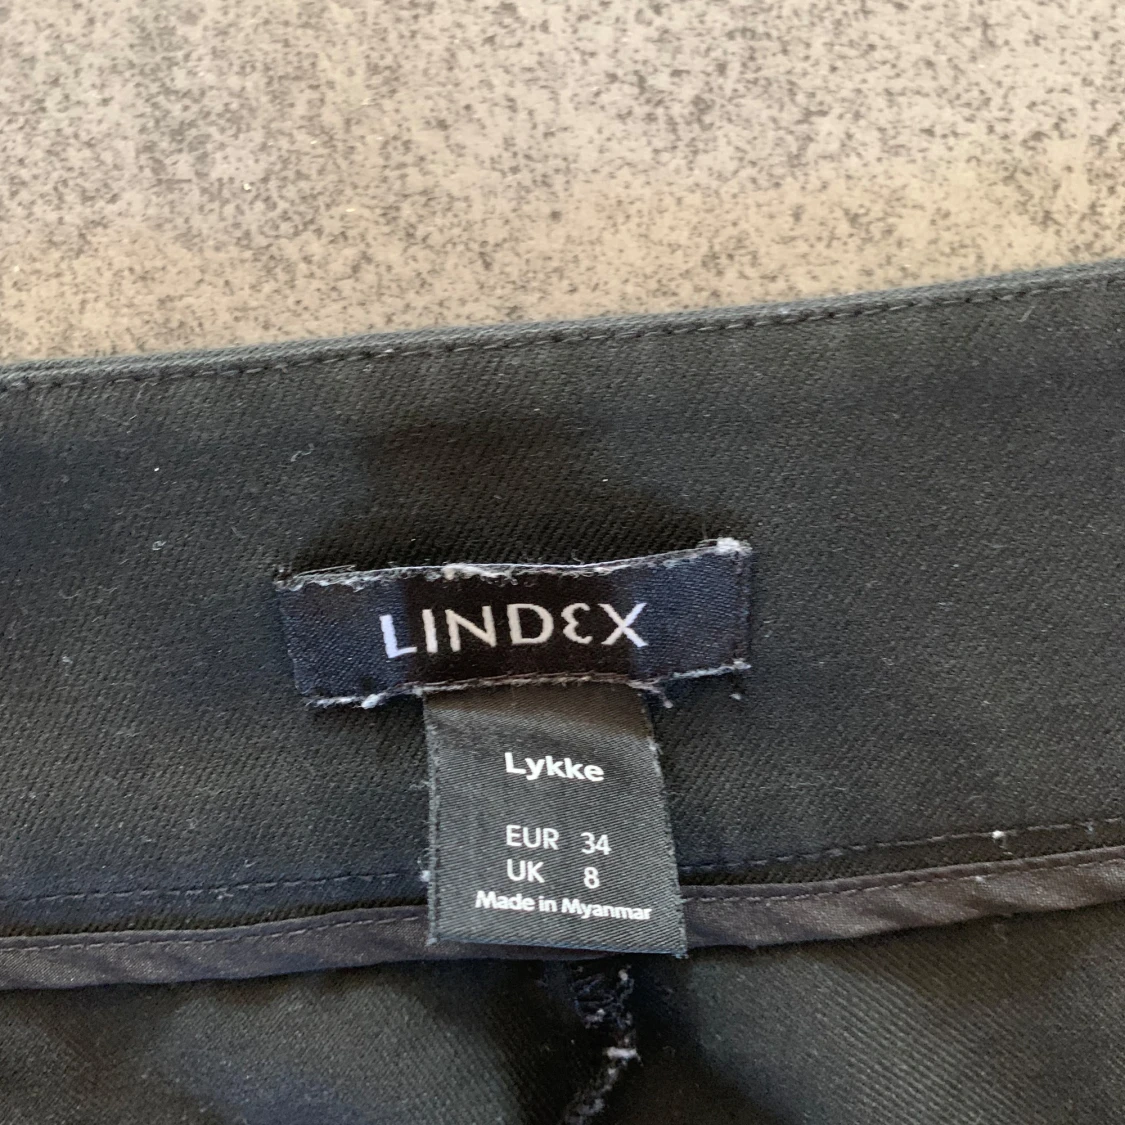 LINDEX
Lykke
EUR 34
UK 8
Made in Myanmar